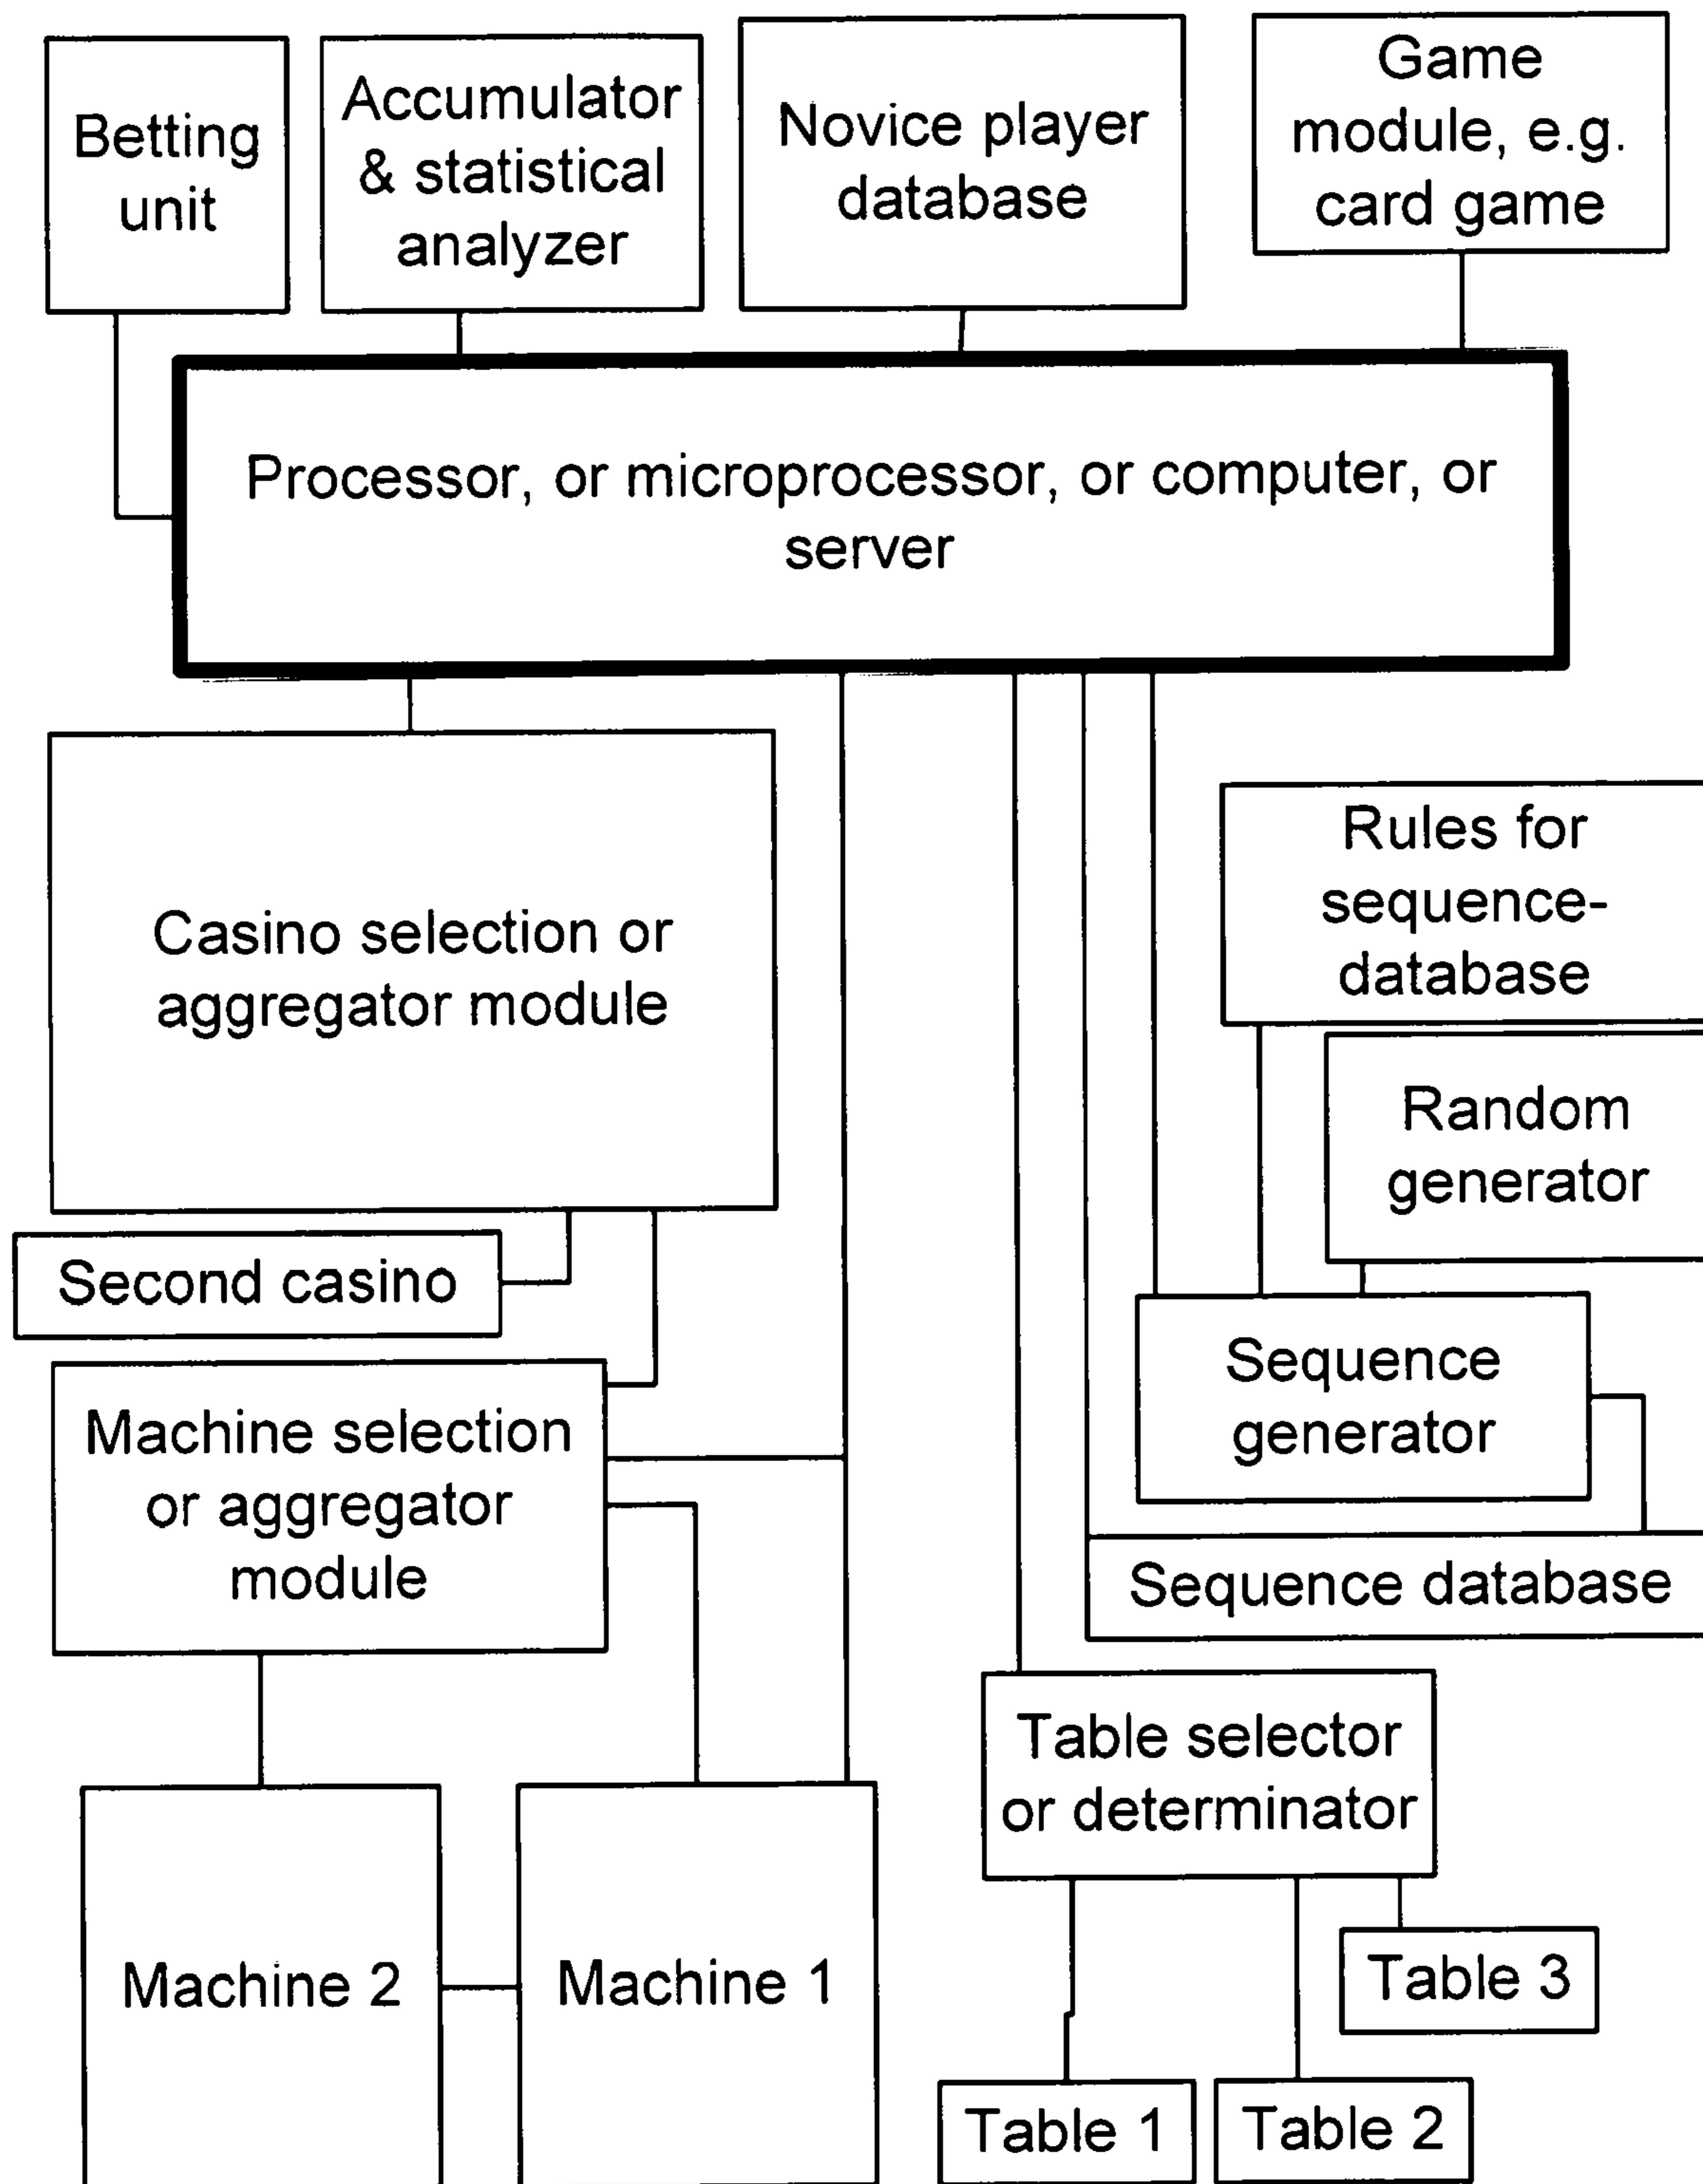 Betting
unit
Accumulator
& statistical
analyzer
Novice player
database
Game
module, e.g.
card game
Processor, or microprocessor, or computer, or
server
Casino selection or
aggregator module
Rules for
sequence-
database
Random
generator
Second casino
Sequence
generator
Machine selection
or aggregator
module
Sequence database
Table selector
or determinator
Machine 2
Machine 1
Table 3
Table 1
Table 2